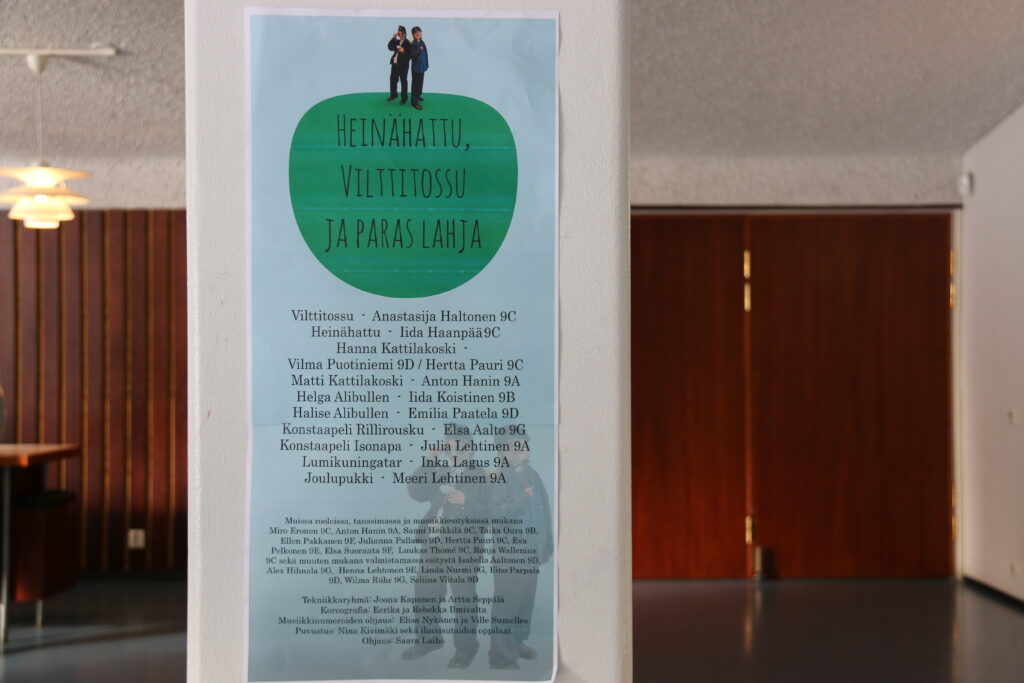 HEINÄHATTU,
VILTTITOSSU
JA PARAS LAHJA
Vilttitossu - Anastasija Haltonen 9C
Heinähattu - Iida Haanpää 9C
Hanna Kattilakoski -
Vilma Puotiniemi 9D / Hertta Pauri 9C
Matti Kattilakoski - Anton Hanin 9A
Helga Alibullen - Iida Koistinen 9B
Halise Alibullen - Emilia Paatela 9D
Konstaapeli Rillirousku - Elsa Aalto 9G
Konstaapeli Isonapa - Julia Lehtinen 9A
Lumikuningatar - Inka Lagus 9A
Joulupukki - Meeri Lehtinen 9A
Muissa rooleissa, tanssimassa ja musiikkiesityksissä mukana
Miro Eronen 9C, Anton Hanin 9A, Sanni Heikkilä 9C, Taika Oura 9B,
Ellen Pakkanen 9F, Julianna Pallamo 9D, Hertta Pauri 9C, Eva
Pelkonen 9E, Elsa Suoranta 9F, Luukas Thomé 9C, Ronja Wallenius
9C sekä muuten mukana valmistamassa esitystä Isabella Aaltonen 9D,
Alex Hihnala 9G, Henna Lehtonen 9E, Linda Nurmi 9G, Eino Parpala
9D, Wilma Rühr 9G, Seliina Viitala 9D
Tekniikkaryhmä: Joona Kapanen ja Arttu Seppälä
Koreografia: Eerika ja Rebekka Ilmivalta
Musiikkinumeroiden ohjaus: Elisa Nykänen ja Ville Sumelles
Puvustus: Nina Kivimäki sekä ilmaisutaidon oppilaat
Ohjaus: Saara Laiho